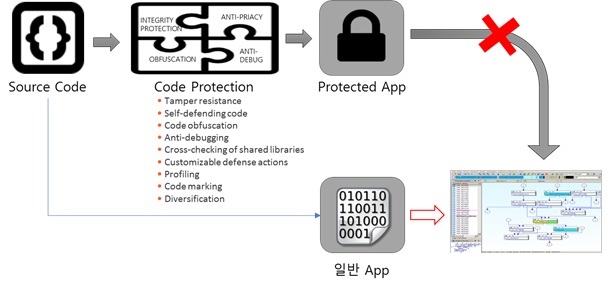 INTEGRITY
PROTECTION
ANTI-PRIACY
OBFUSCATION
ANTI-
DEBUG
Source Code
Code Protection
Protected App
• Tamper resistance
• Self-defending code
• Code obfuscation
• Anti-debugging
• Cross-checking of shared libraries
• Customizable defense actions
• Profiling
• Code marking
• Diversification
010110
110011
101000
0001
일반 App